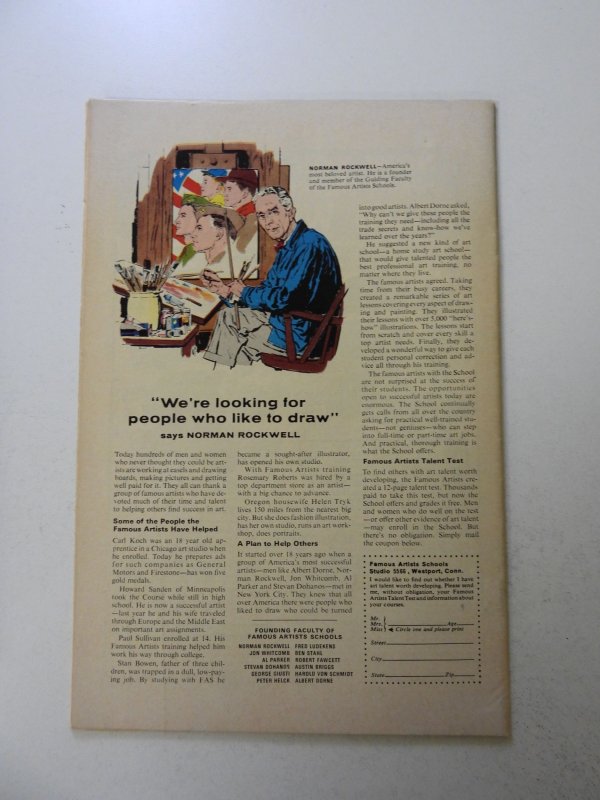 NORMAN ROCKWELL—America's
most beloved artist. He is a founder
and member of the Guiding Faculty
of the Famous Artists Schools.
"We're looking for
people who like to draw"
says NORMAN ROCKWELL
Today hundreds of men and women
who never thought they could be art-
ists are working at easels and drawing
boards, making pictures and getting
well paid for it. They all can thank a
group of famous artists who have de-
voted much of their time and talent
to helping others find success in art.
Some of the People the
Famous Artists Have Helped
Carl Koch was an 18 year old ap-
prentice in a Chicago art studio when
he enrolled. Today he prepares ads
for such companies as General
Motors and Firestone—has won five
gold medals.
Howard Sanden of Minneapolis
took the Course while still in high
school. He is now a successful artist
—last year he and his wife traveled
through Europe and the Middle East
on important art assignments.
Paul Sullivan enrolled at 14. His
Famous Artists training helped him
work his way through college.
Stan Bowen, father of three chil-
dren, was trapped in a dull, low-pay-
ing job. By studying with FAS he
became a sought-after illustrator,
has opened his own studio.
With Famous Artists training
Rosemary Roberts was hired by a
top department store as an artist—
with a big chance to advance.
Oregon housewife Helen Tryk
lives 150 miles from the nearest big
city. But she does fashion illustration,
has her own studio, runs an art work-
shop, does portraits.
A Plan to Help Others
It started over 18 years ago when a
group of America's most successful
artists—men like Albert Dorne, Nor-
man Rockwell, Jon Whitcomb, Al
Parker and Stevan Dohanos—met in
New York City. They knew that all
over America there were people who
liked to draw who could be turned
FOUNDING FACULTY OF
FAMOUS ARTISTS SCHOOLS
NORMAN ROCKWELL FRED LUDEKENS
JON WHITCOMB BEN STAHL
AL PARKER ROBERT FAWCETT
STEVAN DOHANOS AUSTIN BRIGGS
GEORGE GIUSTI HAROLD VON SCHMIDT
PETER HELCK ALBERT DORNE
into good artists. Albert Dorne asked,
"Why can't we give these people the
training they need—including all the
trade secrets and know-how we've
learned over the years?"
He suggested a new kind of art
school—a home study art school—
that would give talented people the
best professional art training, no
matter where they live.
The famous artists agreed. Taking
time from their busy careers, they
created a remarkable series of art
lessons covering every aspect of draw-
ing and painting. They illustrated
their lessons with over 5,000 "here's-
how" illustrations. The lessons start
from scratch and cover every skill a
top artist needs. Finally, they de-
veloped a wonderful way to give each
student personal correction and ad-
vice all through his training.
The famous artists with the School
are not surprised at the success of
their students. The opportunities
open to successful artists today are
enormous. The School continually
gets calls from all over the country
asking for practical well-trained stu-
dents—not geniuses—who can step
into full-time or part-time art jobs.
And practical, thorough training is
what the School offers.
Famous Artists Talent Test
To find others with art talent worth
developing, the Famous Artists cre-
ated a 12-page talent test. Thousands
paid to take this test, but now the
School offers and grades it free. Men
and women who do well on the test
—or offer other evidence of art talent
—may enroll in the School. But
there's no obligation. Simply mail
the coupon below.
Famous Artists Schools
Studio 5566, Westport, Conn.
I would like to find out whether I have
art talent worth developing. Please send
me, without obligation, your Famous
Artists Talent Test and information about
your courses.
Mr.
Mrs. Age
Miss Circle one and please print
Street
City
State Zip